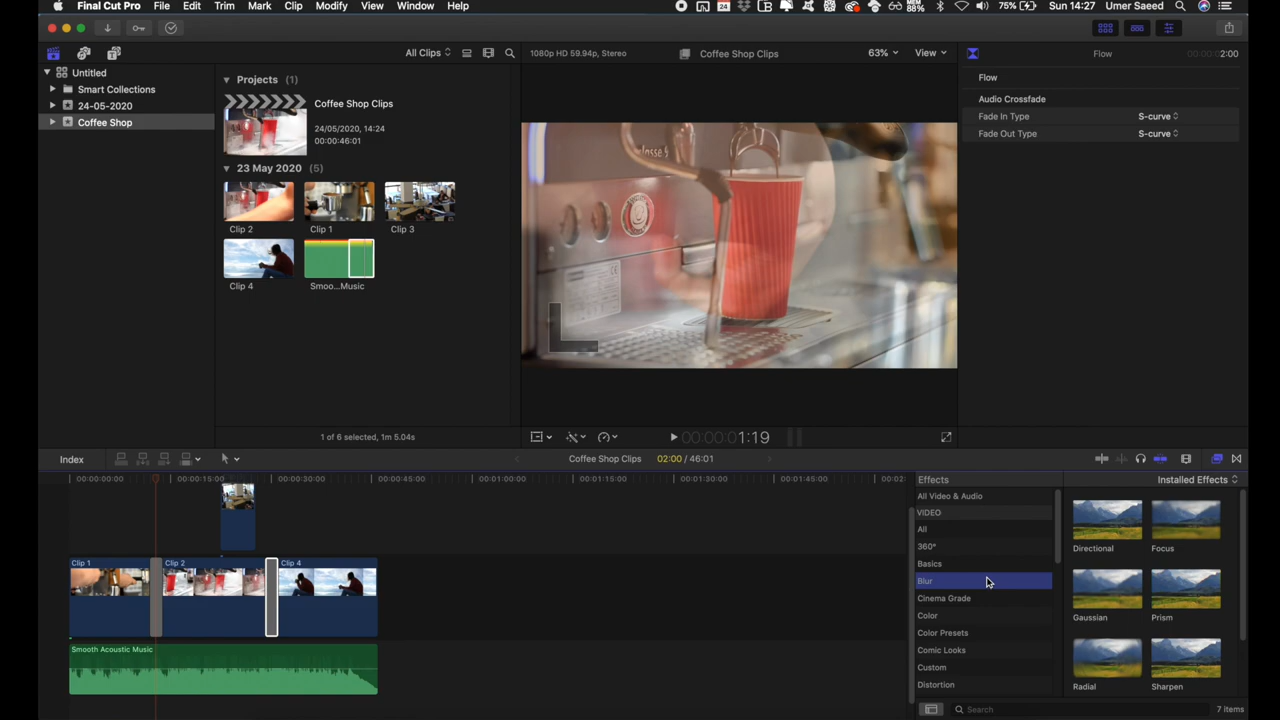 Final Cut Pro File Edit Trim Mark Clip Modify View Window Help
24 MEM 88% 75% Sun 14:27 Umer Saeed
All Clips 1080p HD 59.94p, Stereo Coffee Shop Clips 63% View Flow 00:00:02:00
Untitled
Smart Collections
24-05-2020
Coffee Shop
Projects (1)
Coffee Shop Clips
24/05/2020, 14:24
00:00:46:01
23 May 2020 (5)
Clip 2 Clip 1 Clip 3
Clip 4 Smoo...Music
1 of 6 selected, 1m 5.04s
00:00:01:19
Flow
Audio Crossfade
Fade In Type S-curve
Fade Out Type S-curve
Index Coffee Shop Clips 02:00 / 46:01
00:00:00:00 00:00:15:00 00:00:30:00 00:00:45:00 00:01:00:00 00:01:15:00 00:01:30:00 00:01:45:00
Clip 1 Clip 2 Clip 4
Smooth Acoustic Music
Effects Installed Effects
All Video & Audio
VIDEO
All
360°
Basics
Blur
Cinema Grade
Color
Color Presets
Comic Looks
Custom
Distortion
Directional Focus
Gaussian Prism
Radial Sharpen
Search 7 items